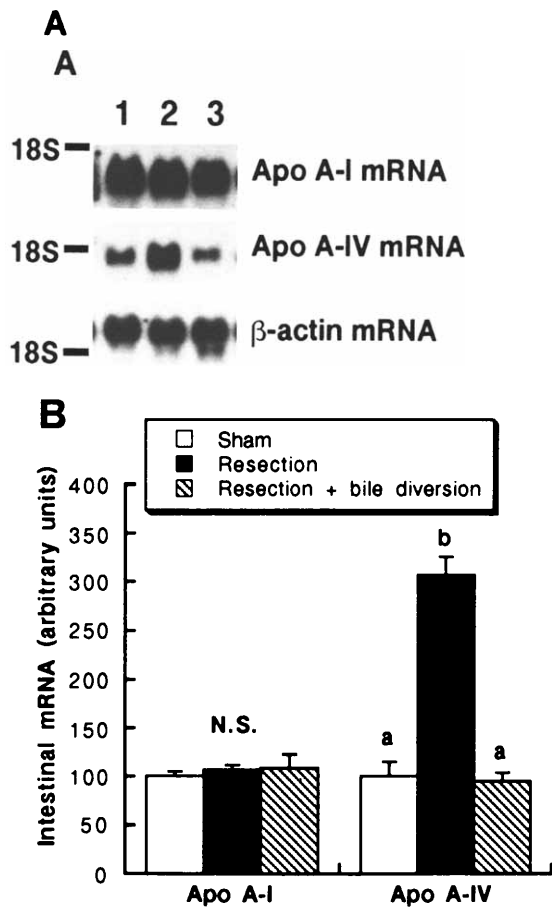 A
A
1 2 3
18S
Apo A-I mRNA
18S
Apo A-IV mRNA
β-actin mRNA
18S
B
Sham
Resection
Resection + bile diversion
Intestinal mRNA (arbitrary units)
400
350
300
250
200
150
100
50
0
N.S.
a
b
a
Apo A-I
Apo A-IV